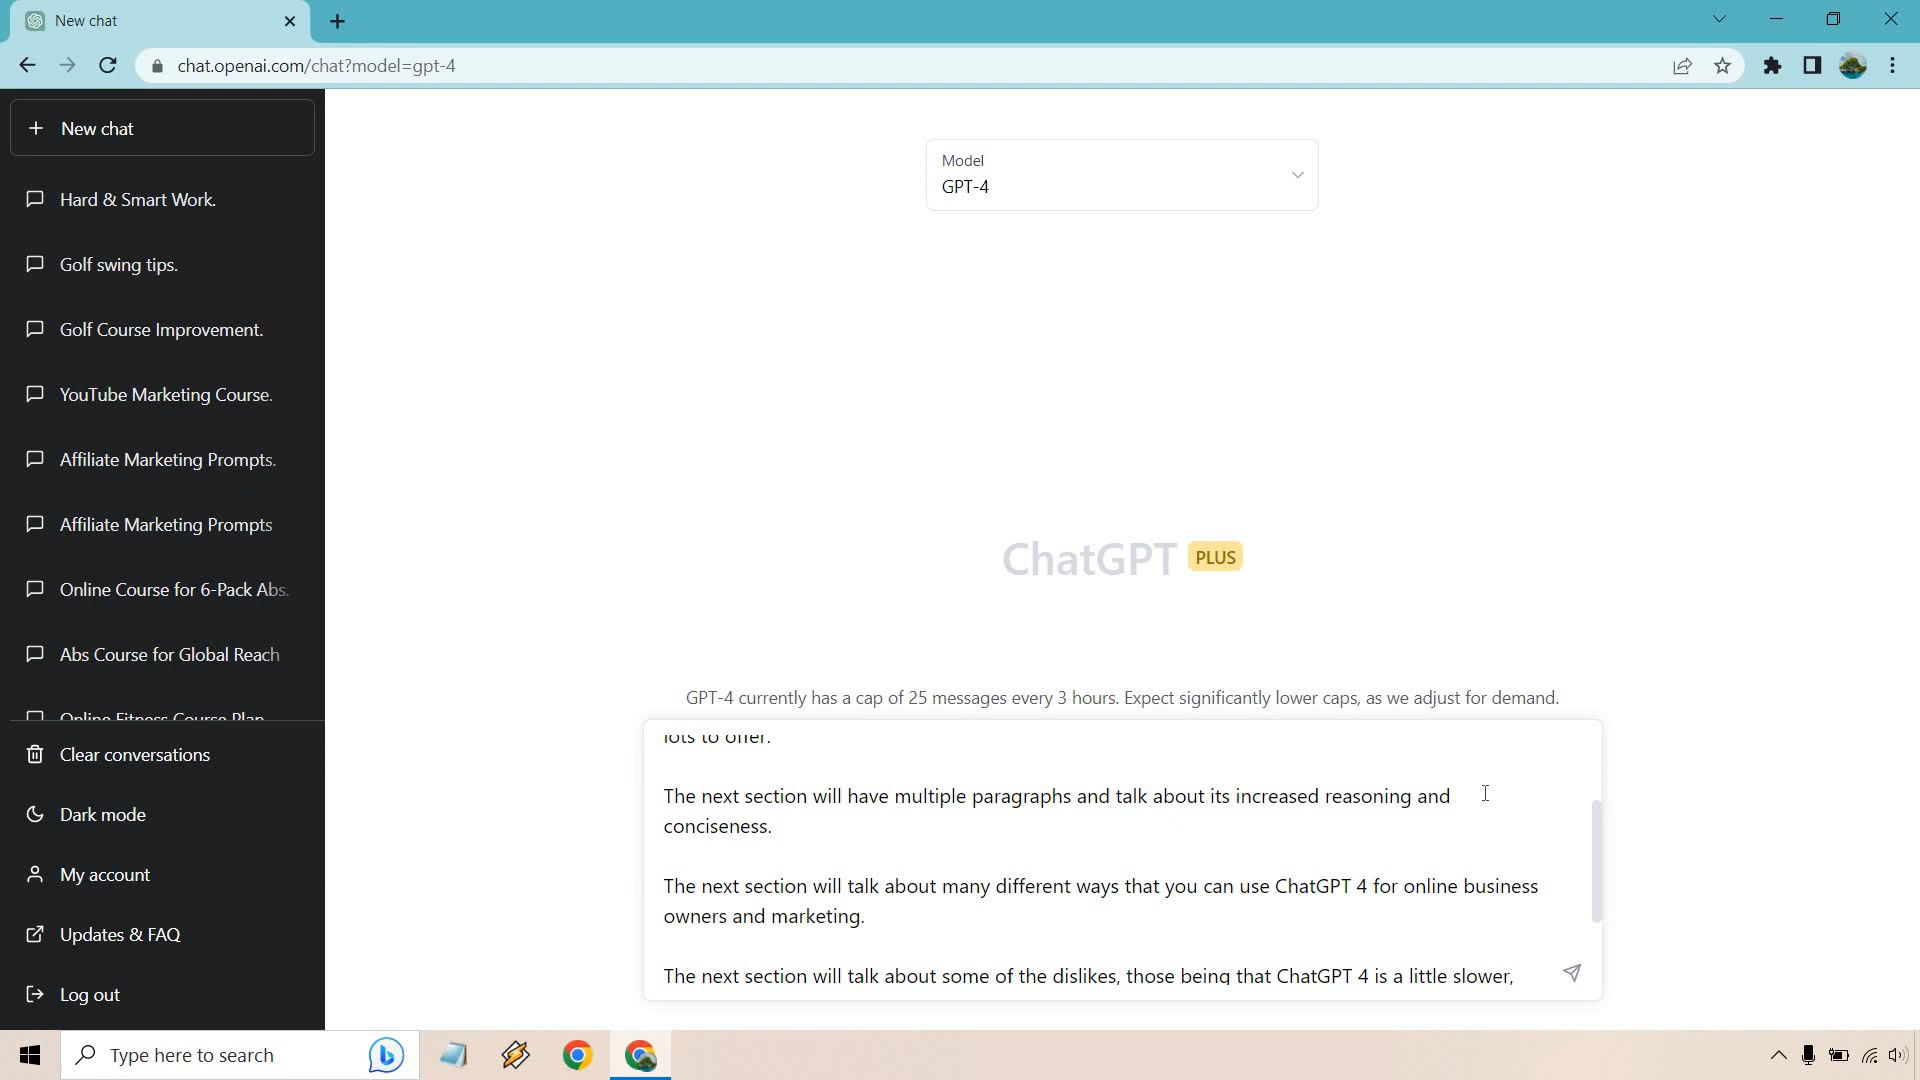 New chat
chat.openai.com/chat?model=gpt-4
New chat
Hard & Smart Work.
Golf swing tips.
Golf Course Improvement.
YouTube Marketing Course.
Affiliate Marketing Prompts.
Affiliate Marketing Prompts
Online Course for 6-Pack Abs.
Abs Course for Global Reach
Online Fitness Course Plan
Clear conversations
Dark mode
My account
Updates & FAQ
Log out
Model
GPT-4
ChatGPT PLUS
GPT-4 currently has a cap of 25 messages every 3 hours. Expect significantly lower caps, as we adjust for demand.
lots to offer.
The next section will have multiple paragraphs and talk about its increased reasoning and
conciseness.
The next section will talk about many different ways that you can use ChatGPT 4 for online business
owners and marketing.
The next section will talk about some of the dislikes, those being that ChatGPT 4 is a little slower,
Type here to search